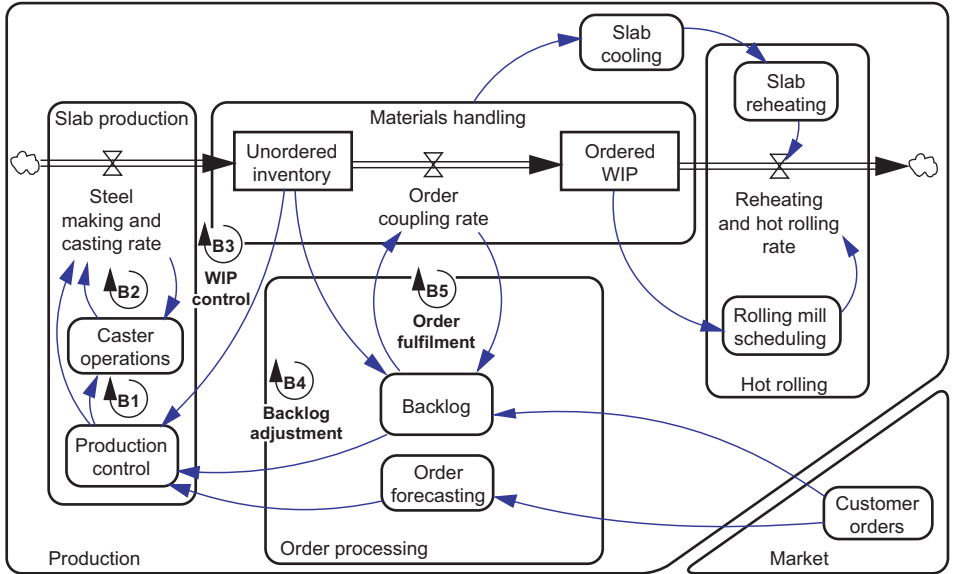 Slab
cooling
Slab
reheating
Slab production
Materials handling
Unordered
inventory
Ordered
WIP
Steel
making and
casting rate
Order
coupling rate
Reheating
and hot rolling
rate
B3
WIP
control
B2
B5
Order
fulfilment
Caster
operations
Rolling mill
scheduling
B1
B4
Backlog
adjustment
Backlog
Hot rolling
Production
control
Order
forecasting
Customer
orders
Order processing
Production
Market